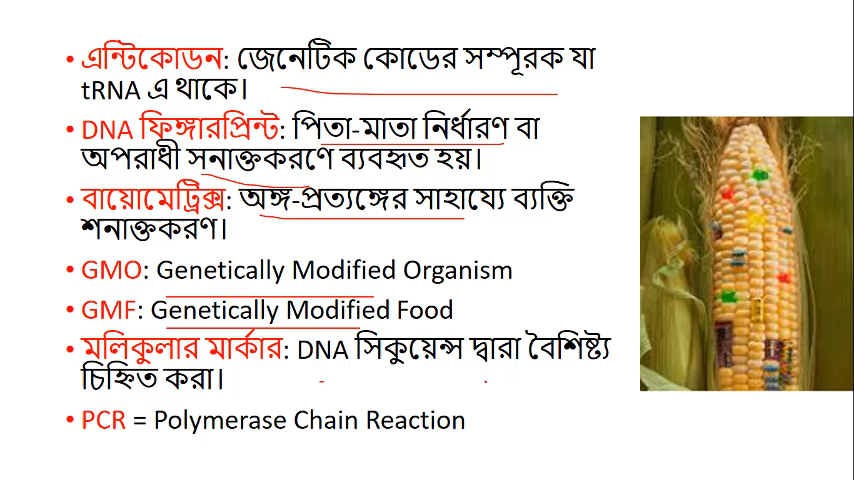 • এন্টিকোডন: জেনেটিক কোডের সম্পূরক যা
tRNA এ থাকে।
• DNA ফিঙ্গারপ্রিন্ট: পিতা-মাতা নির্ধারণ বা
অপরাধী সনাক্তকরণে ব্যবহৃত হয়।
• বায়োমেট্রিক্স: অঙ্গ-প্রত্যঙ্গের সাহায্যে ব্যক্তি
শনাক্তকরণ।
• GMO: Genetically Modified Organism
• GMF: Genetically Modified Food
• মলিকুলার মার্কার: DNA সিকুয়েন্স দ্বারা বৈশিষ্ট্য
চিহ্নিত করা।
• PCR = Polymerase Chain Reaction